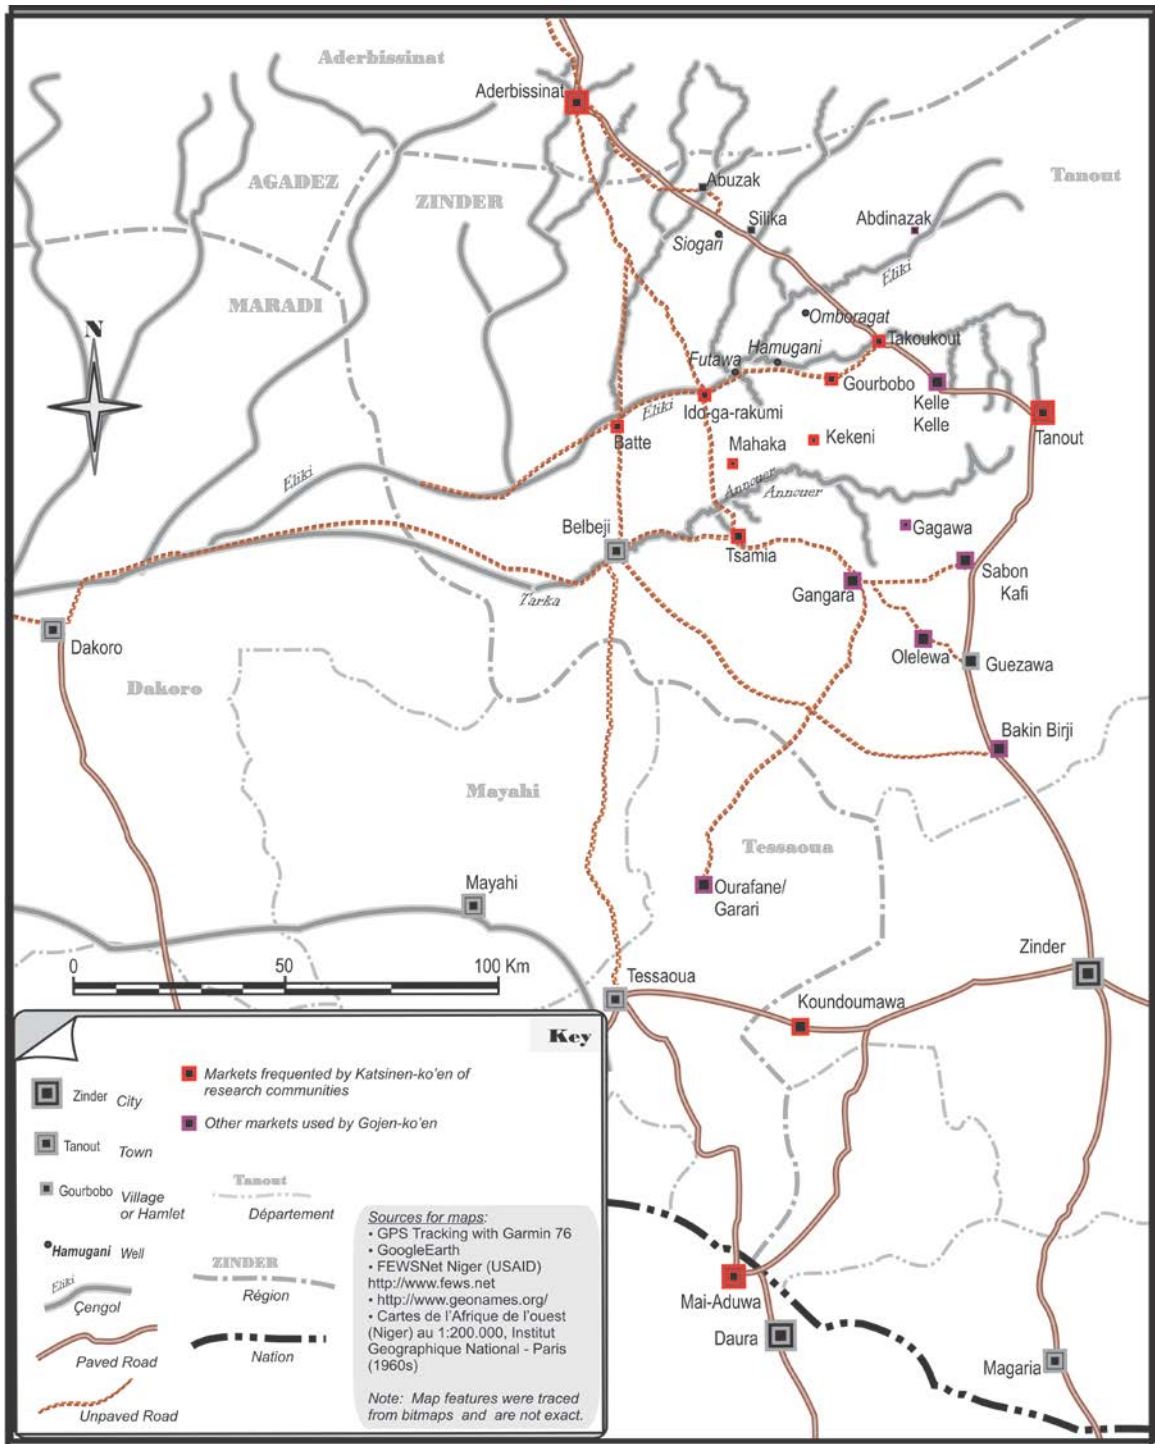 Aderbissinat
Aderbissinat
AGADEZ
ZINDER
Tanout
Abuzak
Silika
Abdinazak
Siogari
Eliki
MARADI
N
Omboragat
Takoukout
Hamugani
Futawa
Gourbobo
Kelle
Kelle
Ido-ga-rakumi
Eliki
Tanout
Batte
Mahaka
Kekeni
Eliki
Annouer
Annouer
Belbeji
Gagawa
Tsamia
Sabon
Kafi
Gangara
Tarka
Dakoro
Olelewa
Guezawa
Dakoro
Bakin Birji
Mayahi
Tessaoua
Mayahi
Ourafane/
Garari
Zinder
0 50 100 Km
Tessaoua
Koundoumawa
Key
Zinder City
Markets frequented by Katsinen-ko'en of
research communities
Tanout Town
Other markets used by Gojen-ko'en
Gourbobo Village
or Hamlet
Tanout
Département
Hamugani Well
ZINDER
Région
Eliki
Çengol
Paved Road
Nation
Unpaved Road
Sources for maps:
• GPS Tracking with Garmin 76
• GoogleEarth
• FEWSNet Niger (USAID)
http://www.fews.net
• http://www.geonames.org/
• Cartes de l'Afrique de l'ouest
(Niger) au 1:200.000, Institut
Geographique National - Paris
(1960s)
Note: Map features were traced
from bitmaps and are not exact.
Mai-Aduwa
Daura
Magaria